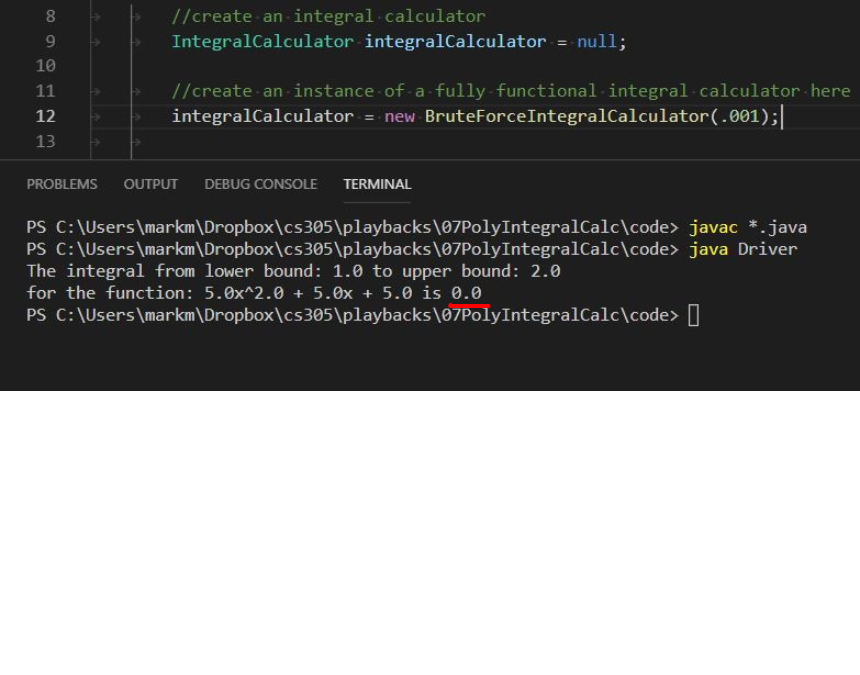 8 //create an integral calculator
9 IntegralCalculator integralCalculator = null;
10
11 //create an instance of a fully functional integral calculator here
12 integralCalculator = new BruteForceIntegralCalculator(.001);
13
PROBLEMS OUTPUT DEBUG CONSOLE TERMINAL
PS C:\Users\markm\Dropbox\cs305\playbacks\07PolyIntegralCalc\code> javac *.java
PS C:\Users\markm\Dropbox\cs305\playbacks\07PolyIntegralCalc\code> java Driver
The integral from lower bound: 1.0 to upper bound: 2.0
for the function: 5.0x^2.0 + 5.0x + 5.0 is 0.0
PS C:\Users\markm\Dropbox\cs305\playbacks\07PolyIntegralCalc\code>